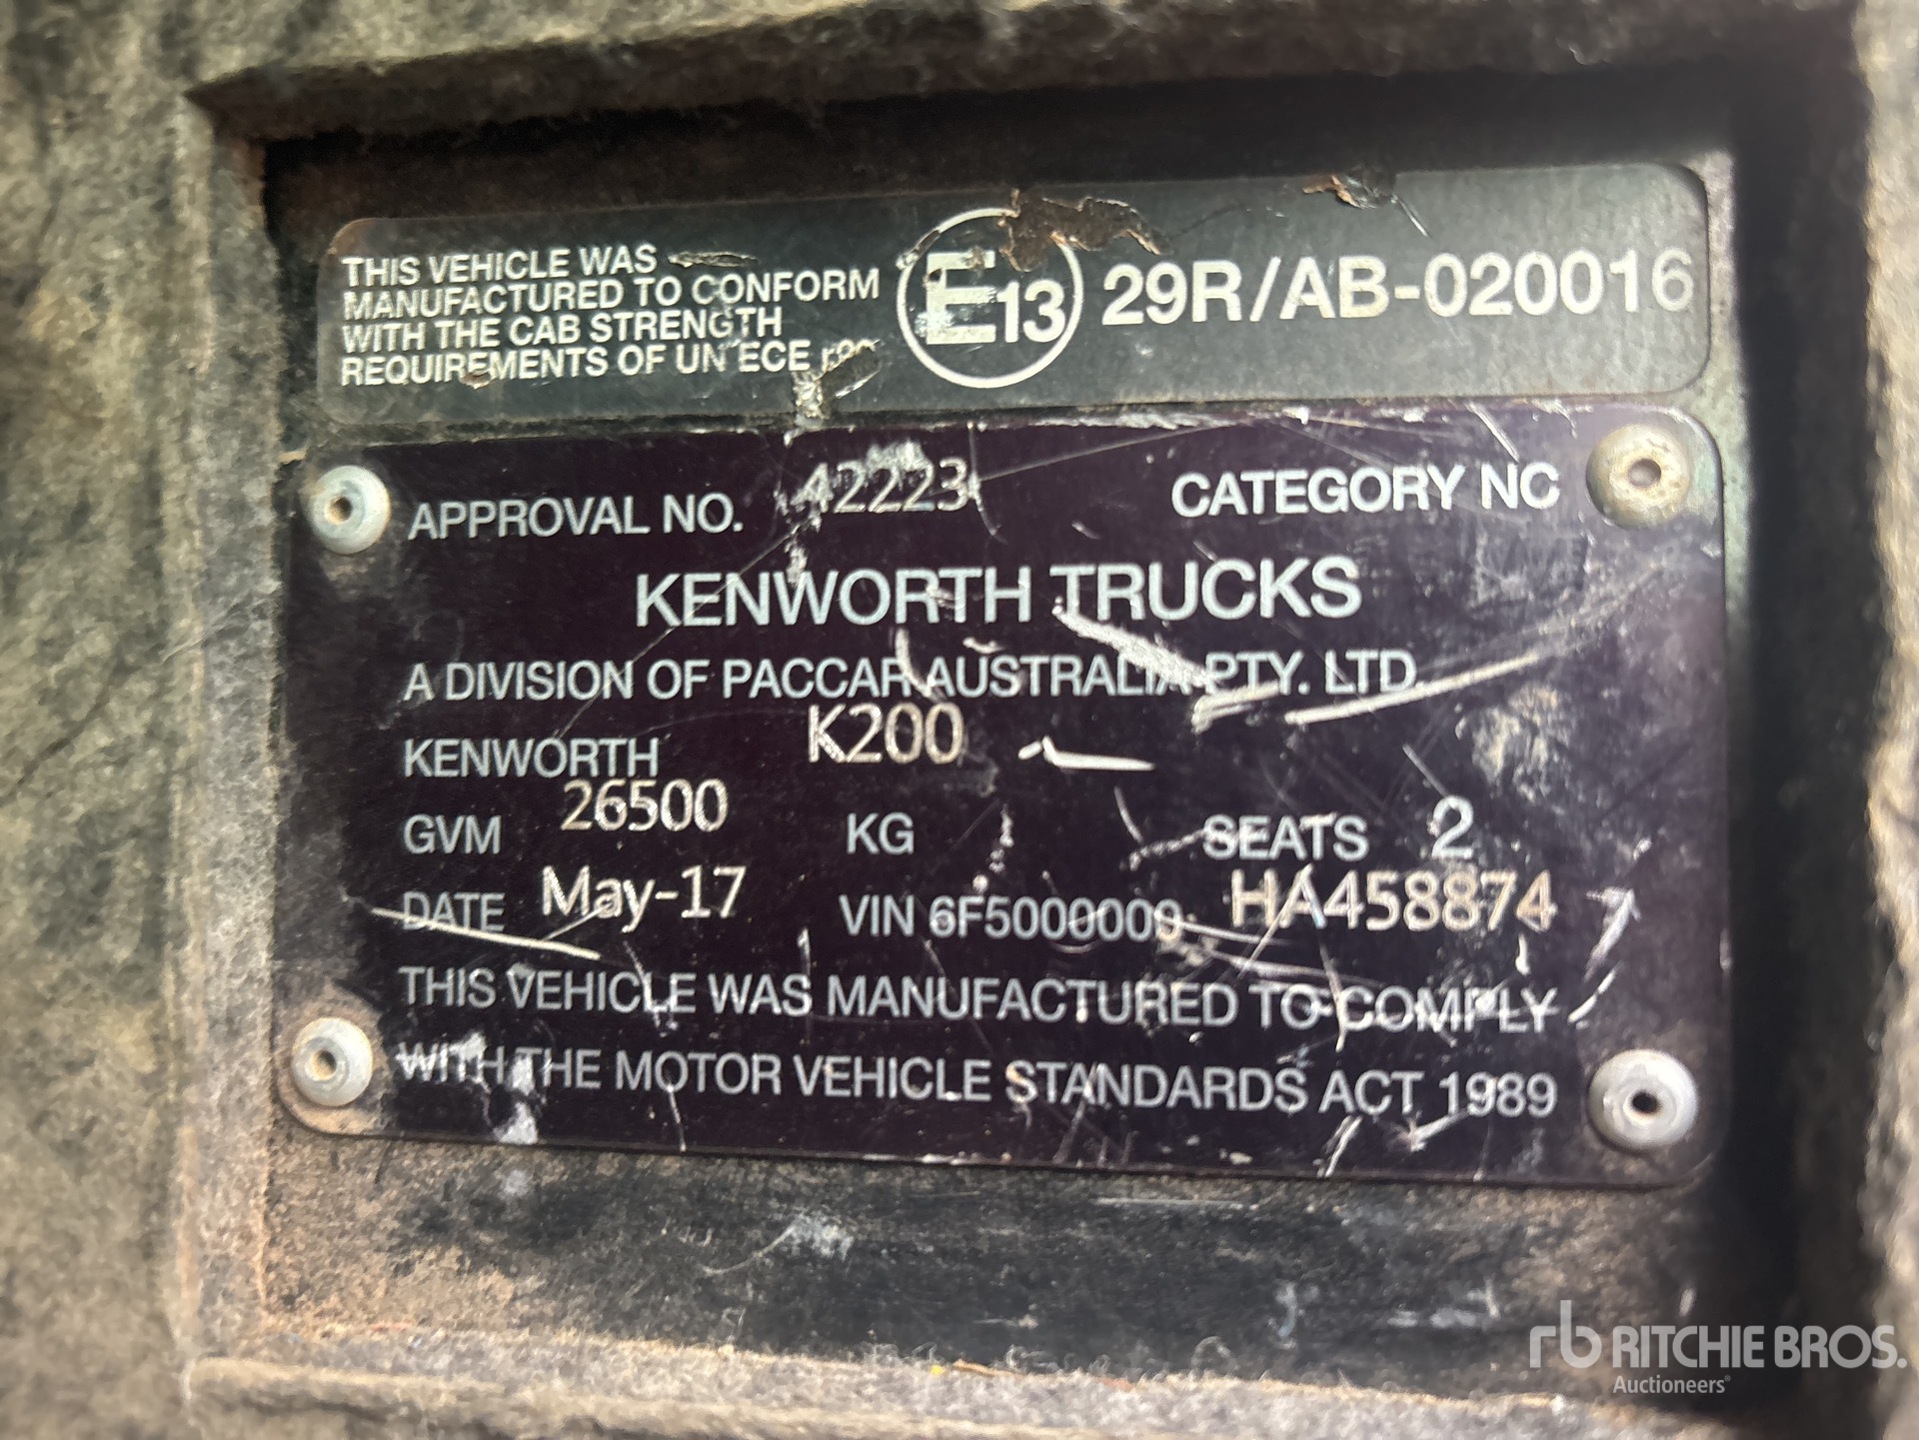 THIS VEHICLE WAS
MANUFACTURED TO CONFORM
WITH THE CAB STRENGTH
REQUIREMENTS OF UN ECE
E13 29R/AB-020016
APPROVAL NO. 42223 CATEGORY NC
KENWORTH TRUCKS
A DIVISION OF PACCAR AUSTRALIA PTY. LTD.
KENWORTH K200
GVM 26500 KG SEATS 2
DATE May-17 VIN 6F5000000 HA458874
THIS VEHICLE WAS MANUFACTURED TO COMPLY
WITH THE MOTOR VEHICLE STANDARDS ACT 1989
rb RITCHIE BROS.
Auctioneers®